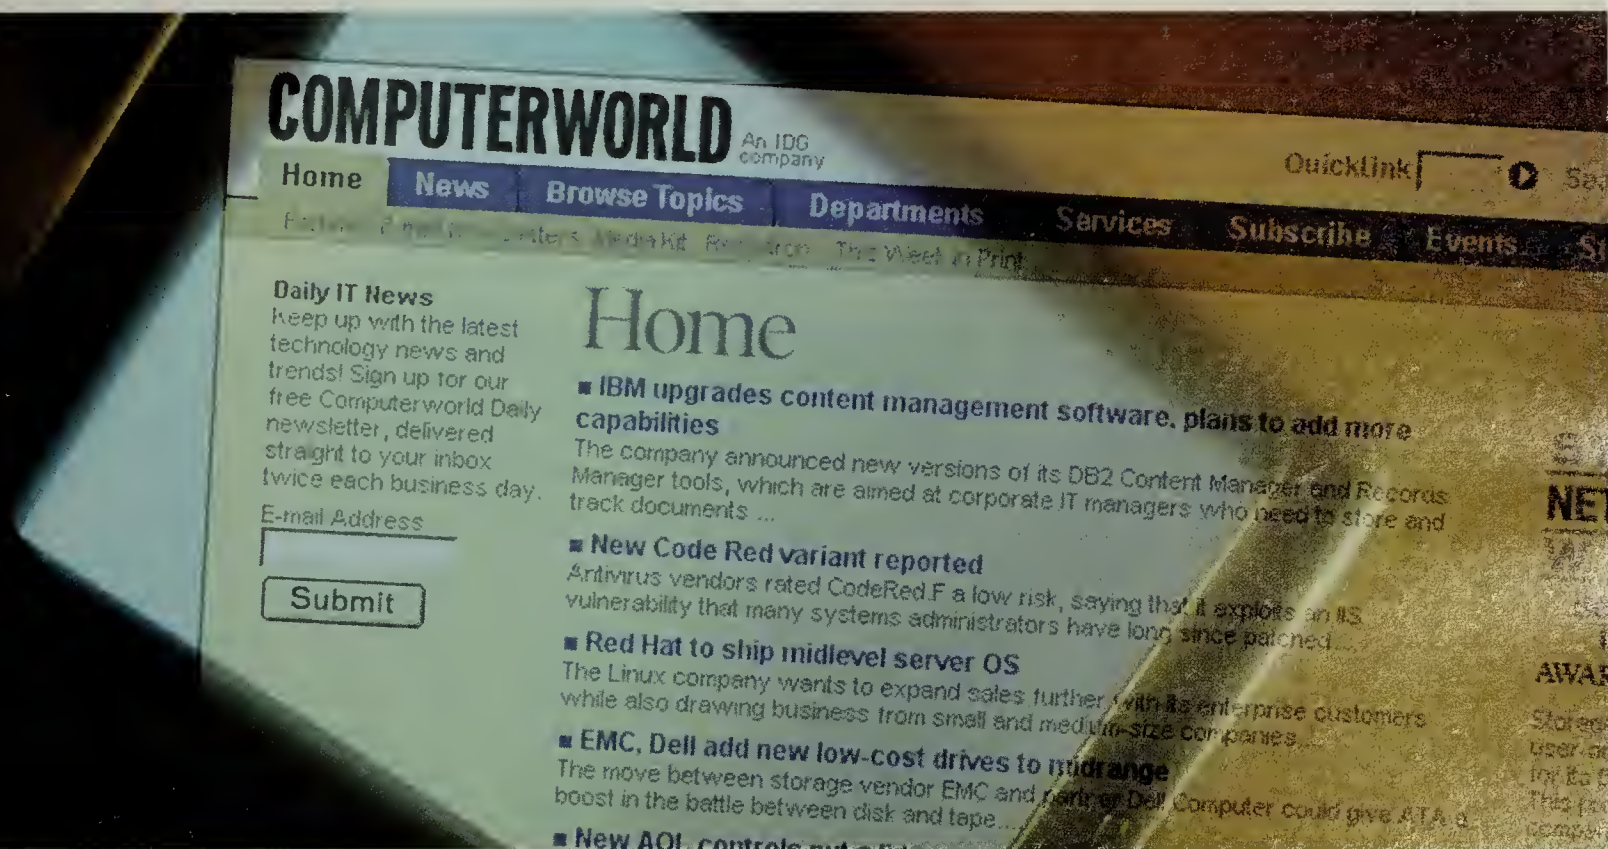 COMPUTERWORLD
An IDG
company
QuickLink
Home News Browse Topics Departments Services Subscribe Events
This Week in Print
Daily IT News
Keep up with the latest
technology news and
trends! Sign up for our
free Computerworld Daily
newsletter, delivered
straight to your inbox
twice each business day.
E-mail Address
Submit
Home
■ IBM upgrades content management software, plans to add more
capabilities
The company announced new versions of its DB2 Content Manager and Records
Manager tools, which are aimed at corporate IT managers who need to store and
track documents ...
■ New Code Red variant reported
Antivirus vendors rated CodeRed.F a low risk, saying that it exploits an IIS
vulnerability that many systems administrators have long since patched....
■ Red Hat to ship midlevel server OS
The Linux company wants to expand sales further with its enterprise customers
while also drawing business from small and medium-size companies....
■ EMC, Dell add new low-cost drives to midrange
The move between storage vendor EMC and partner Dell Computer could give ATA a
boost in the battle between disk and tape....
■ New AOL controls put a